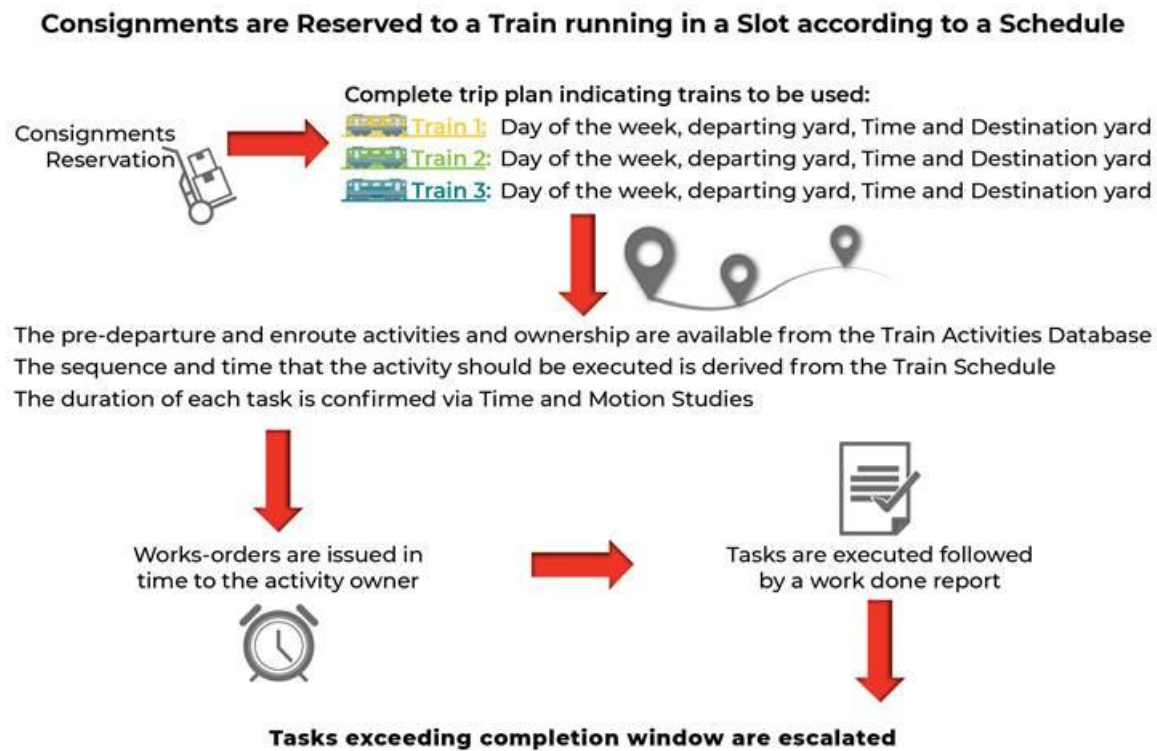 Consignments are Reserved to a Train running in a Slot according to a Schedule
Complete trip plan indicating trains to be used:
Consignments
Reservation
Train 1: Day of the week, departing yard, Time and Destination yard
Train 2: Day of the week, departing yard, Time and Destination yard
Train 3: Day of the week, departing yard, Time and Destination yard
The pre-departure and enroute activities and ownership are available from the Train Activities Database
The sequence and time that the activity should be executed is derived from the Train Schedule
The duration of each task is confirmed via Time and Motion Studies
Works-orders are issued in
time to the activity owner
Tasks are executed followed
by a work done report
Tasks exceeding completion window are escalated